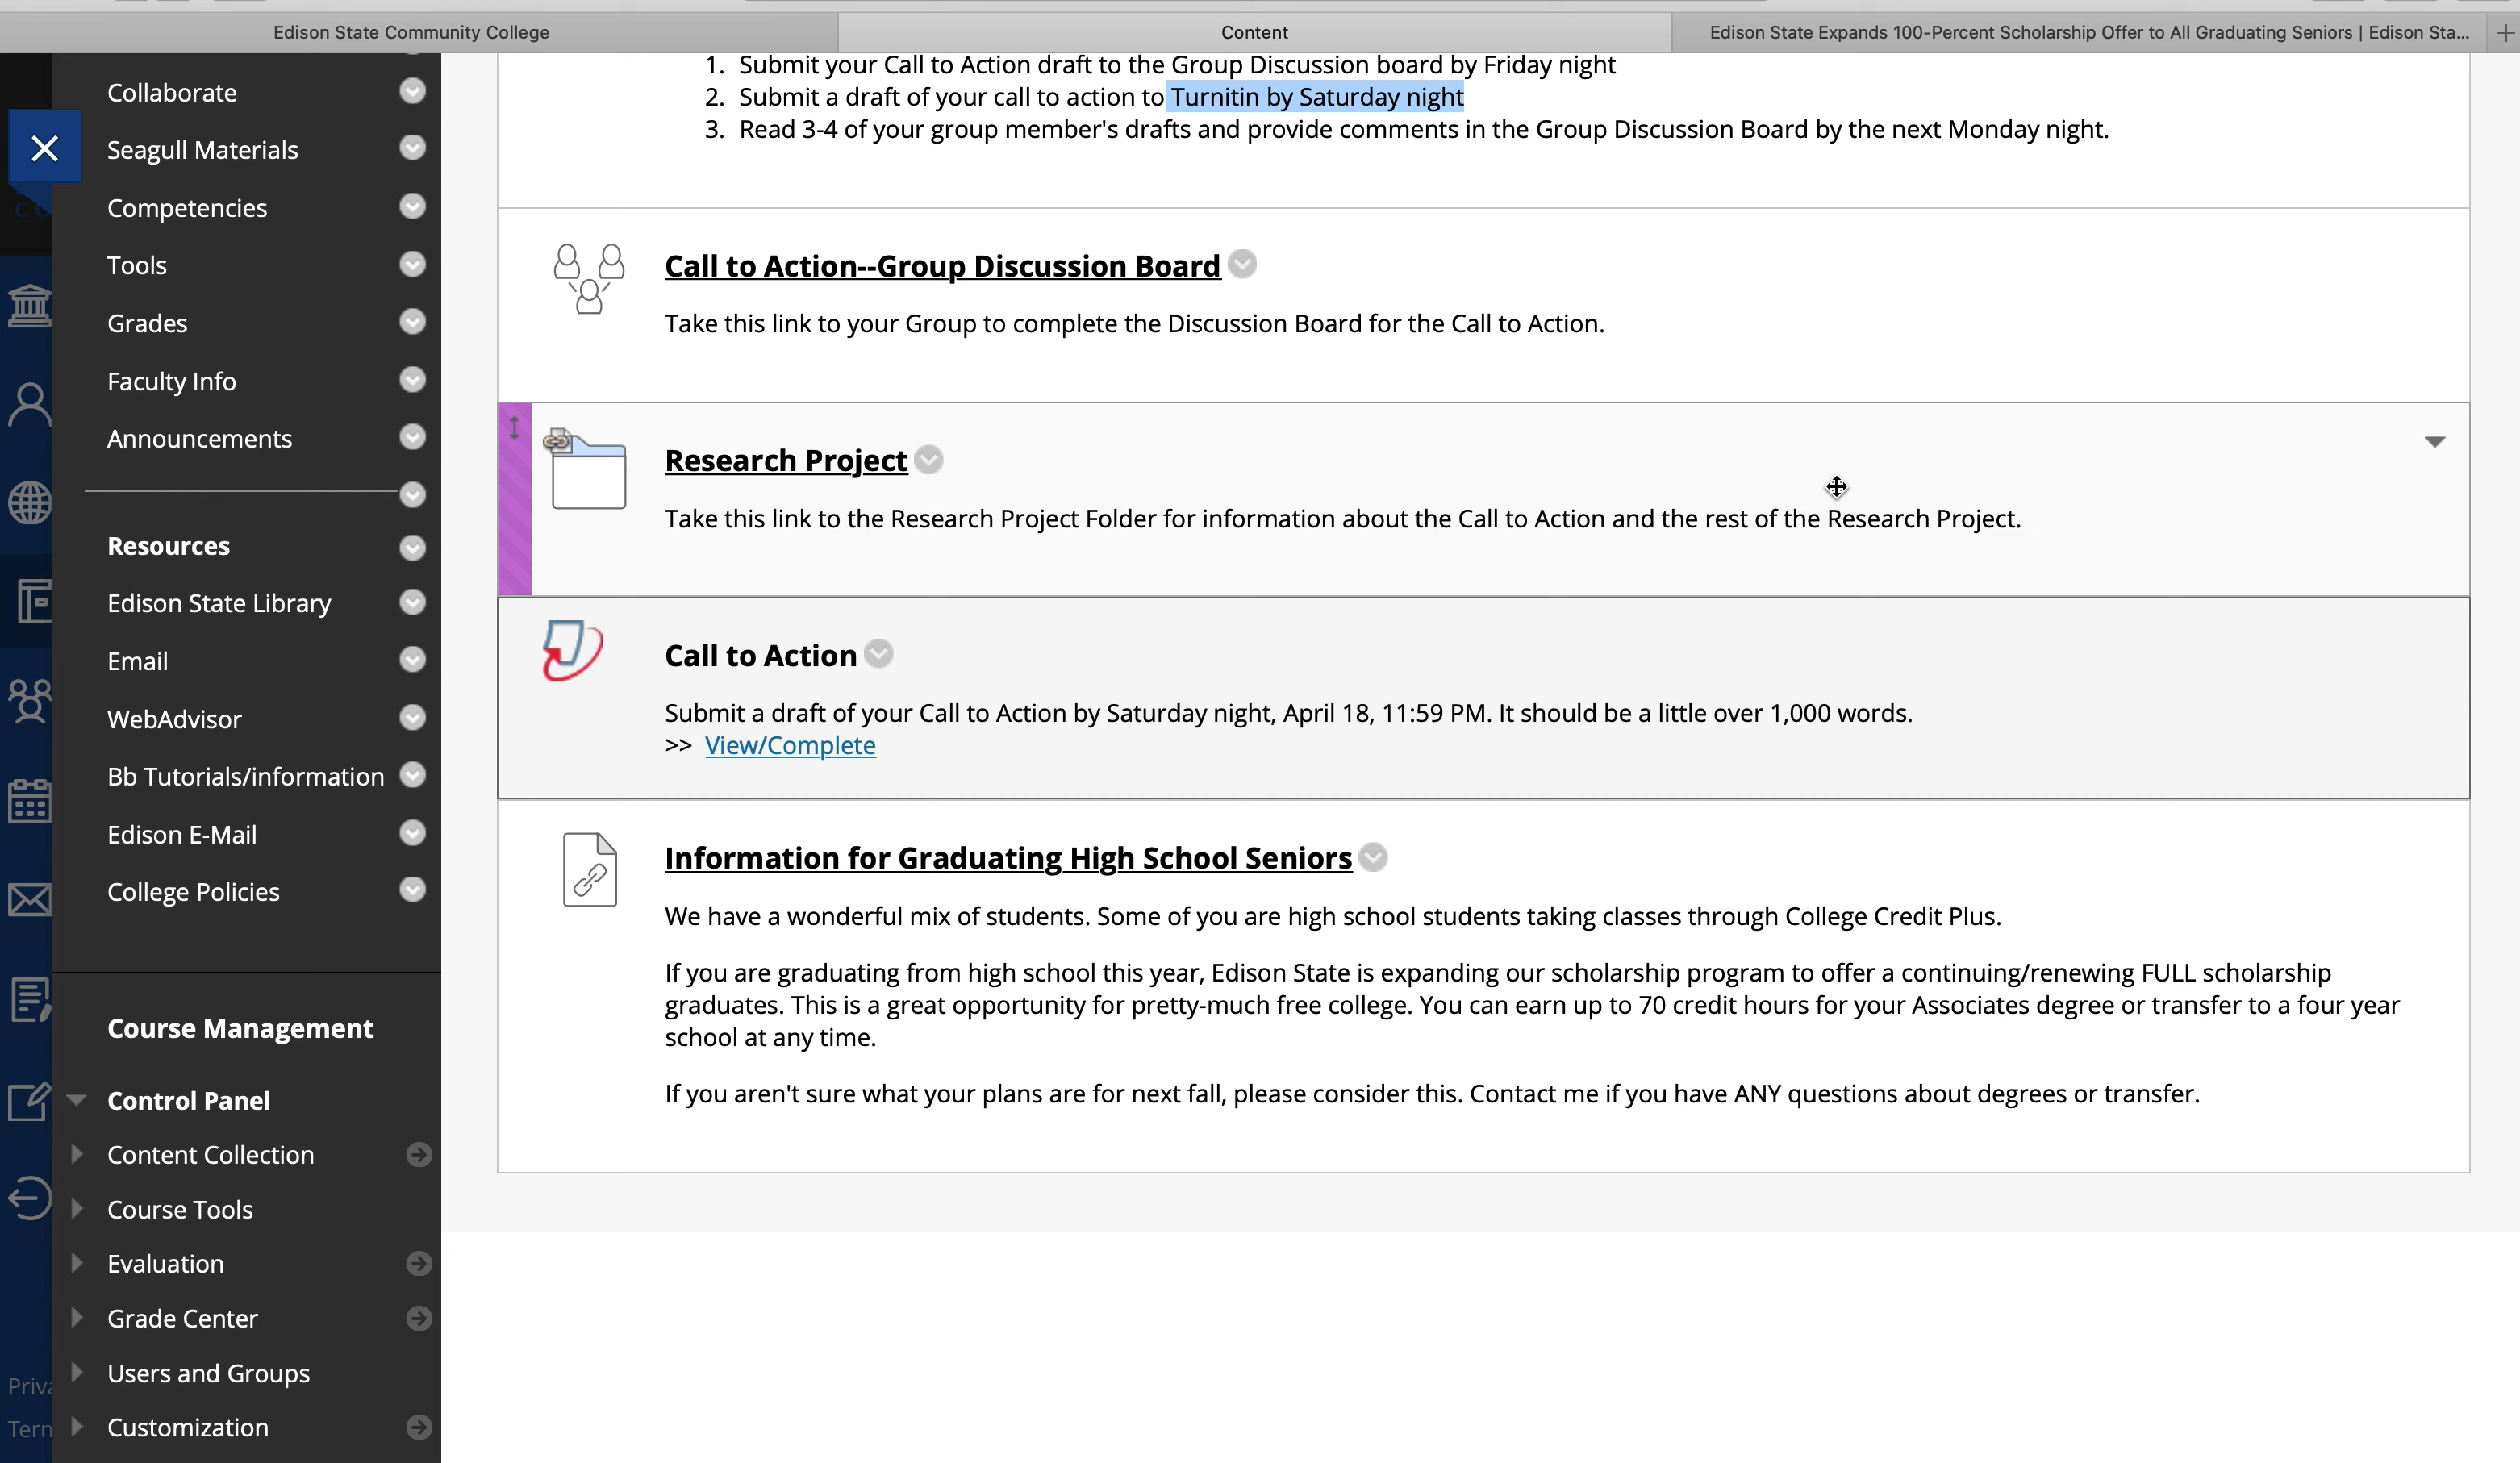 Edison State Community College
Content
Edison State Expands 100-Percent Scholarship Offer to All Graduating Seniors | Edison Sta...
Collaborate
Seagull Materials
Competencies
Tools
Grades
Faculty Info
Announcements
Resources
Edison State Library
Email
WebAdvisor
Bb Tutorials/information
Edison E-Mail
College Policies
Course Management
Control Panel
Content Collection
Course Tools
Evaluation
Grade Center
Users and Groups
Customization
1. Submit your Call to Action draft to the Group Discussion board by Friday night
2. Submit a draft of your call to action to Turnitin by Saturday night
3. Read 3-4 of your group member's drafts and provide comments in the Group Discussion Board by the next Monday night.
Call to Action--Group Discussion Board
Take this link to your Group to complete the Discussion Board for the Call to Action.
Research Project
Take this link to the Research Project Folder for information about the Call to Action and the rest of the Research Project.
Call to Action
Submit a draft of your Call to Action by Saturday night, April 18, 11:59 PM. It should be a little over 1,000 words.
>> View/Complete
Information for Graduating High School Seniors
We have a wonderful mix of students. Some of you are high school students taking classes through College Credit Plus.
If you are graduating from high school this year, Edison State is expanding our scholarship program to offer a continuing/renewing FULL scholarship
graduates. This is a great opportunity for pretty-much free college. You can earn up to 70 credit hours for your Associates degree or transfer to a four year
school at any time.
If you aren't sure what your plans are for next fall, please consider this. Contact me if you have ANY questions about degrees or transfer.